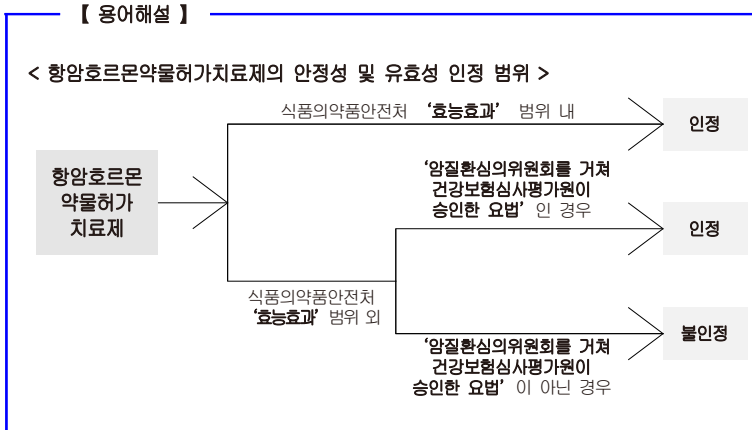 【 용어해설 】
< 항암호르몬약물허가치료제의 안정성 및 유효성 인정 범위 >
식품의약품안전처 ‘효능효과’ 범위 내
인정
항암호르몬
약물허가
치료제
‘암질환심의위원회를 거쳐
건강보험심사평가원이
승인한 요법’ 인 경우
인정
식품의약품안전처
‘효능효과’ 범위 외
불인정
‘암질환심의위원회를 거쳐
건강보험심사평가원이
승인한 요법’ 이 아닌 경우